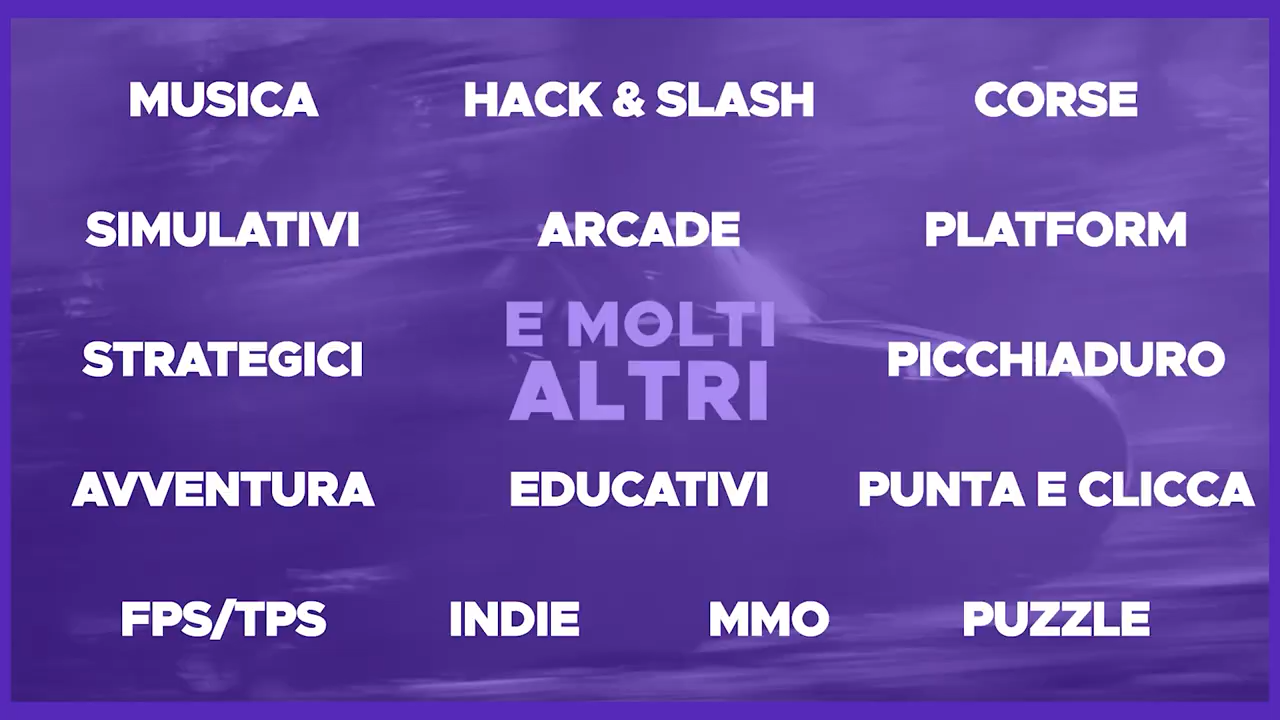 MUSICA
HACK & SLASH
CORSE
SIMULATIVI
ARCADE
PLATFORM
STRATEGICI
E MOLTI
ALTRI
PICCHIADURO
AVVENTURA
EDUCATIVI
PUNTA E CLICCA
FPS/TPS
INDIE
MMO
PUZZLE